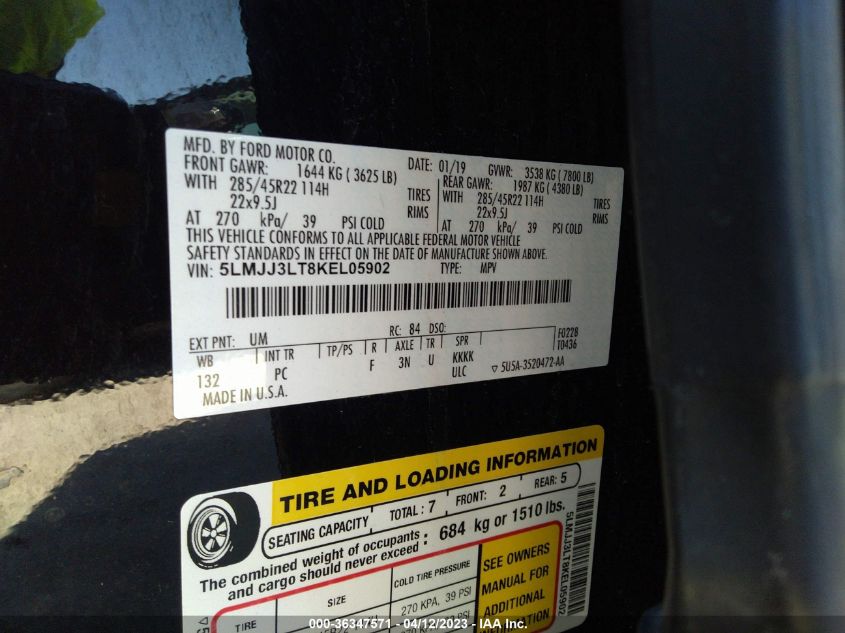 MFD. BY FORD MOTOR CO. DATE: 01/19 GVWR: 3538 KG ( 7800 LB)
FRONT GAWR: 1644 KG ( 3625 LB) REAR GAWR: 1987 KG ( 4380 LB)
WITH 285/45R22 114H TIRES WITH 285/45R22 114H TIRES
22x9.5J RIMS 22x9.5J RIMS
AT 270 kPa/ 39 PSI COLD AT 270 kPa/ 39 PSI COLD
THIS VEHICLE CONFORMS TO ALL APPLICABLE FEDERAL MOTOR VEHICLE
SAFETY STANDARDS IN EFFECT ON THE DATE OF MANUFACTURE SHOWN ABOVE.
VIN: 5LMJJ3LT8KEL05902 TYPE: MPV
EXT PNT: UM RC: 84 DSO: F0228
WB INT TR TP/PS R AXLE TR SPR T0436
132 PC F 3N U KKKK
ULC ▽ 5U5A-3520472-AA
MADE IN U.S.A.
TIRE AND LOADING INFORMATION
SEATING CAPACITY TOTAL: 7 FRONT: 2 REAR: 5
The combined weight of occupants and cargo should never exceed : 684 kg or 1510 lbs.
TIRE SIZE COLD TIRE PRESSURE
270 KPA, 39 PSI
SEE OWNERS
MANUAL FOR
ADDITIONAL
INFORMATION
5LMJJ3LT8KEL05902
000-36347571 - 04/12/2023 - IAA Inc.